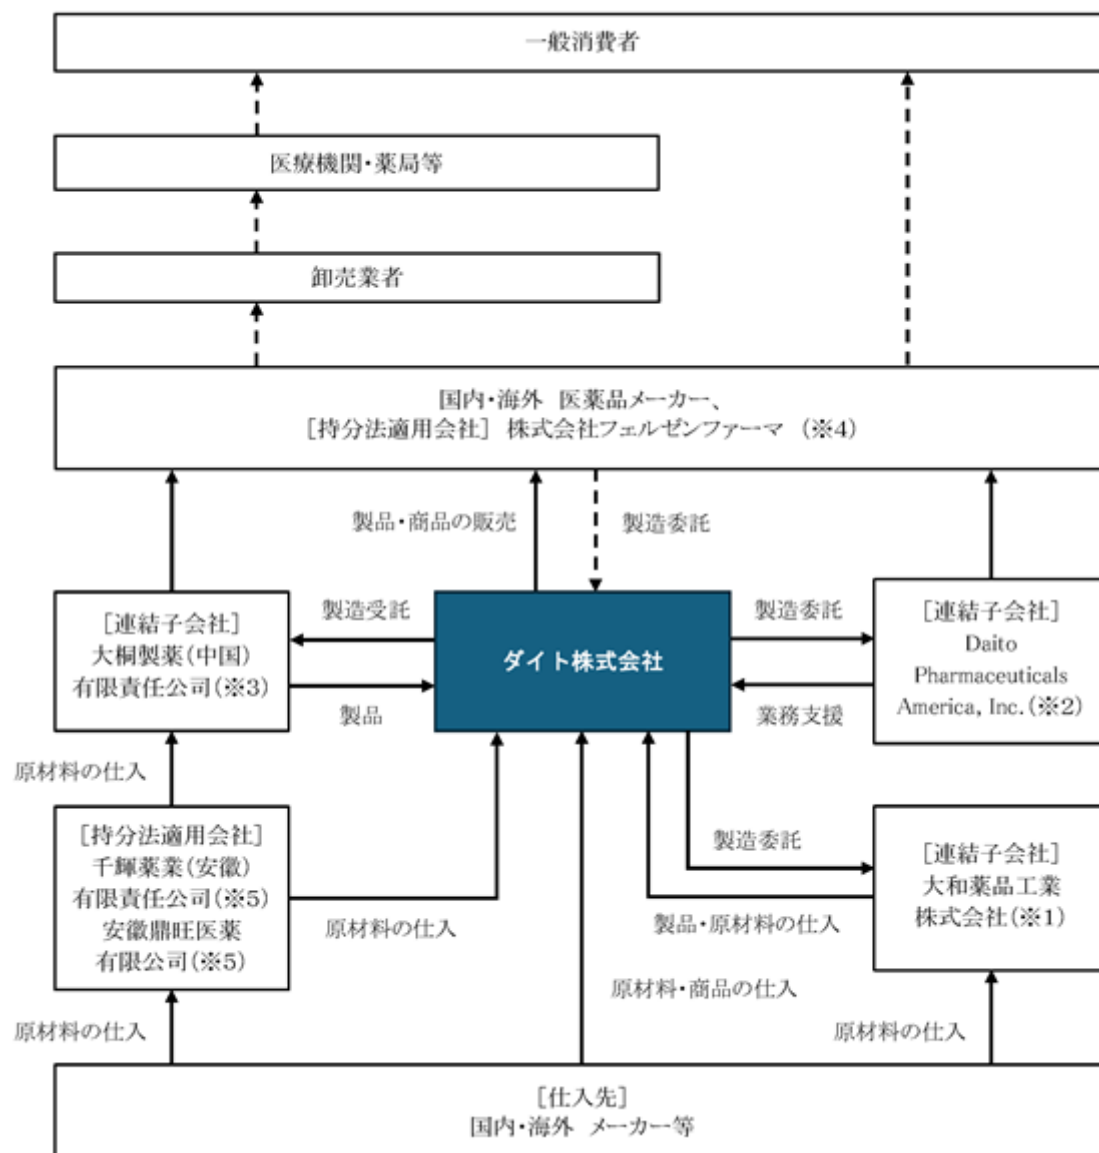 一般消費者
医療機関・薬局等
卸売業者
国内・海外 医薬品メーカー、
[持分法適用会社] 株式会社フェルゼンファーマ (※4)
製品・商品の販売
製造委託
[連結子会社]
大桐製薬(中国)
有限責任公司(※3)
製造受託
製品
ダイト株式会社
製造委託
業務支援
[連結子会社]
Daito
Pharmaceuticals
America, Inc.(※2)
原材料の仕入
[持分法適用会社]
千輝薬業(安徽)
有限責任公司(※5)
安徽鼎旺医薬
有限公司(※5)
原材料の仕入
製造委託
製品・原材料の仕入
[連結子会社]
大和薬品工業
株式会社(※1)
原材料の仕入
原材料・商品の仕入
原材料の仕入
[仕入先]
国内・海外 メーカー等